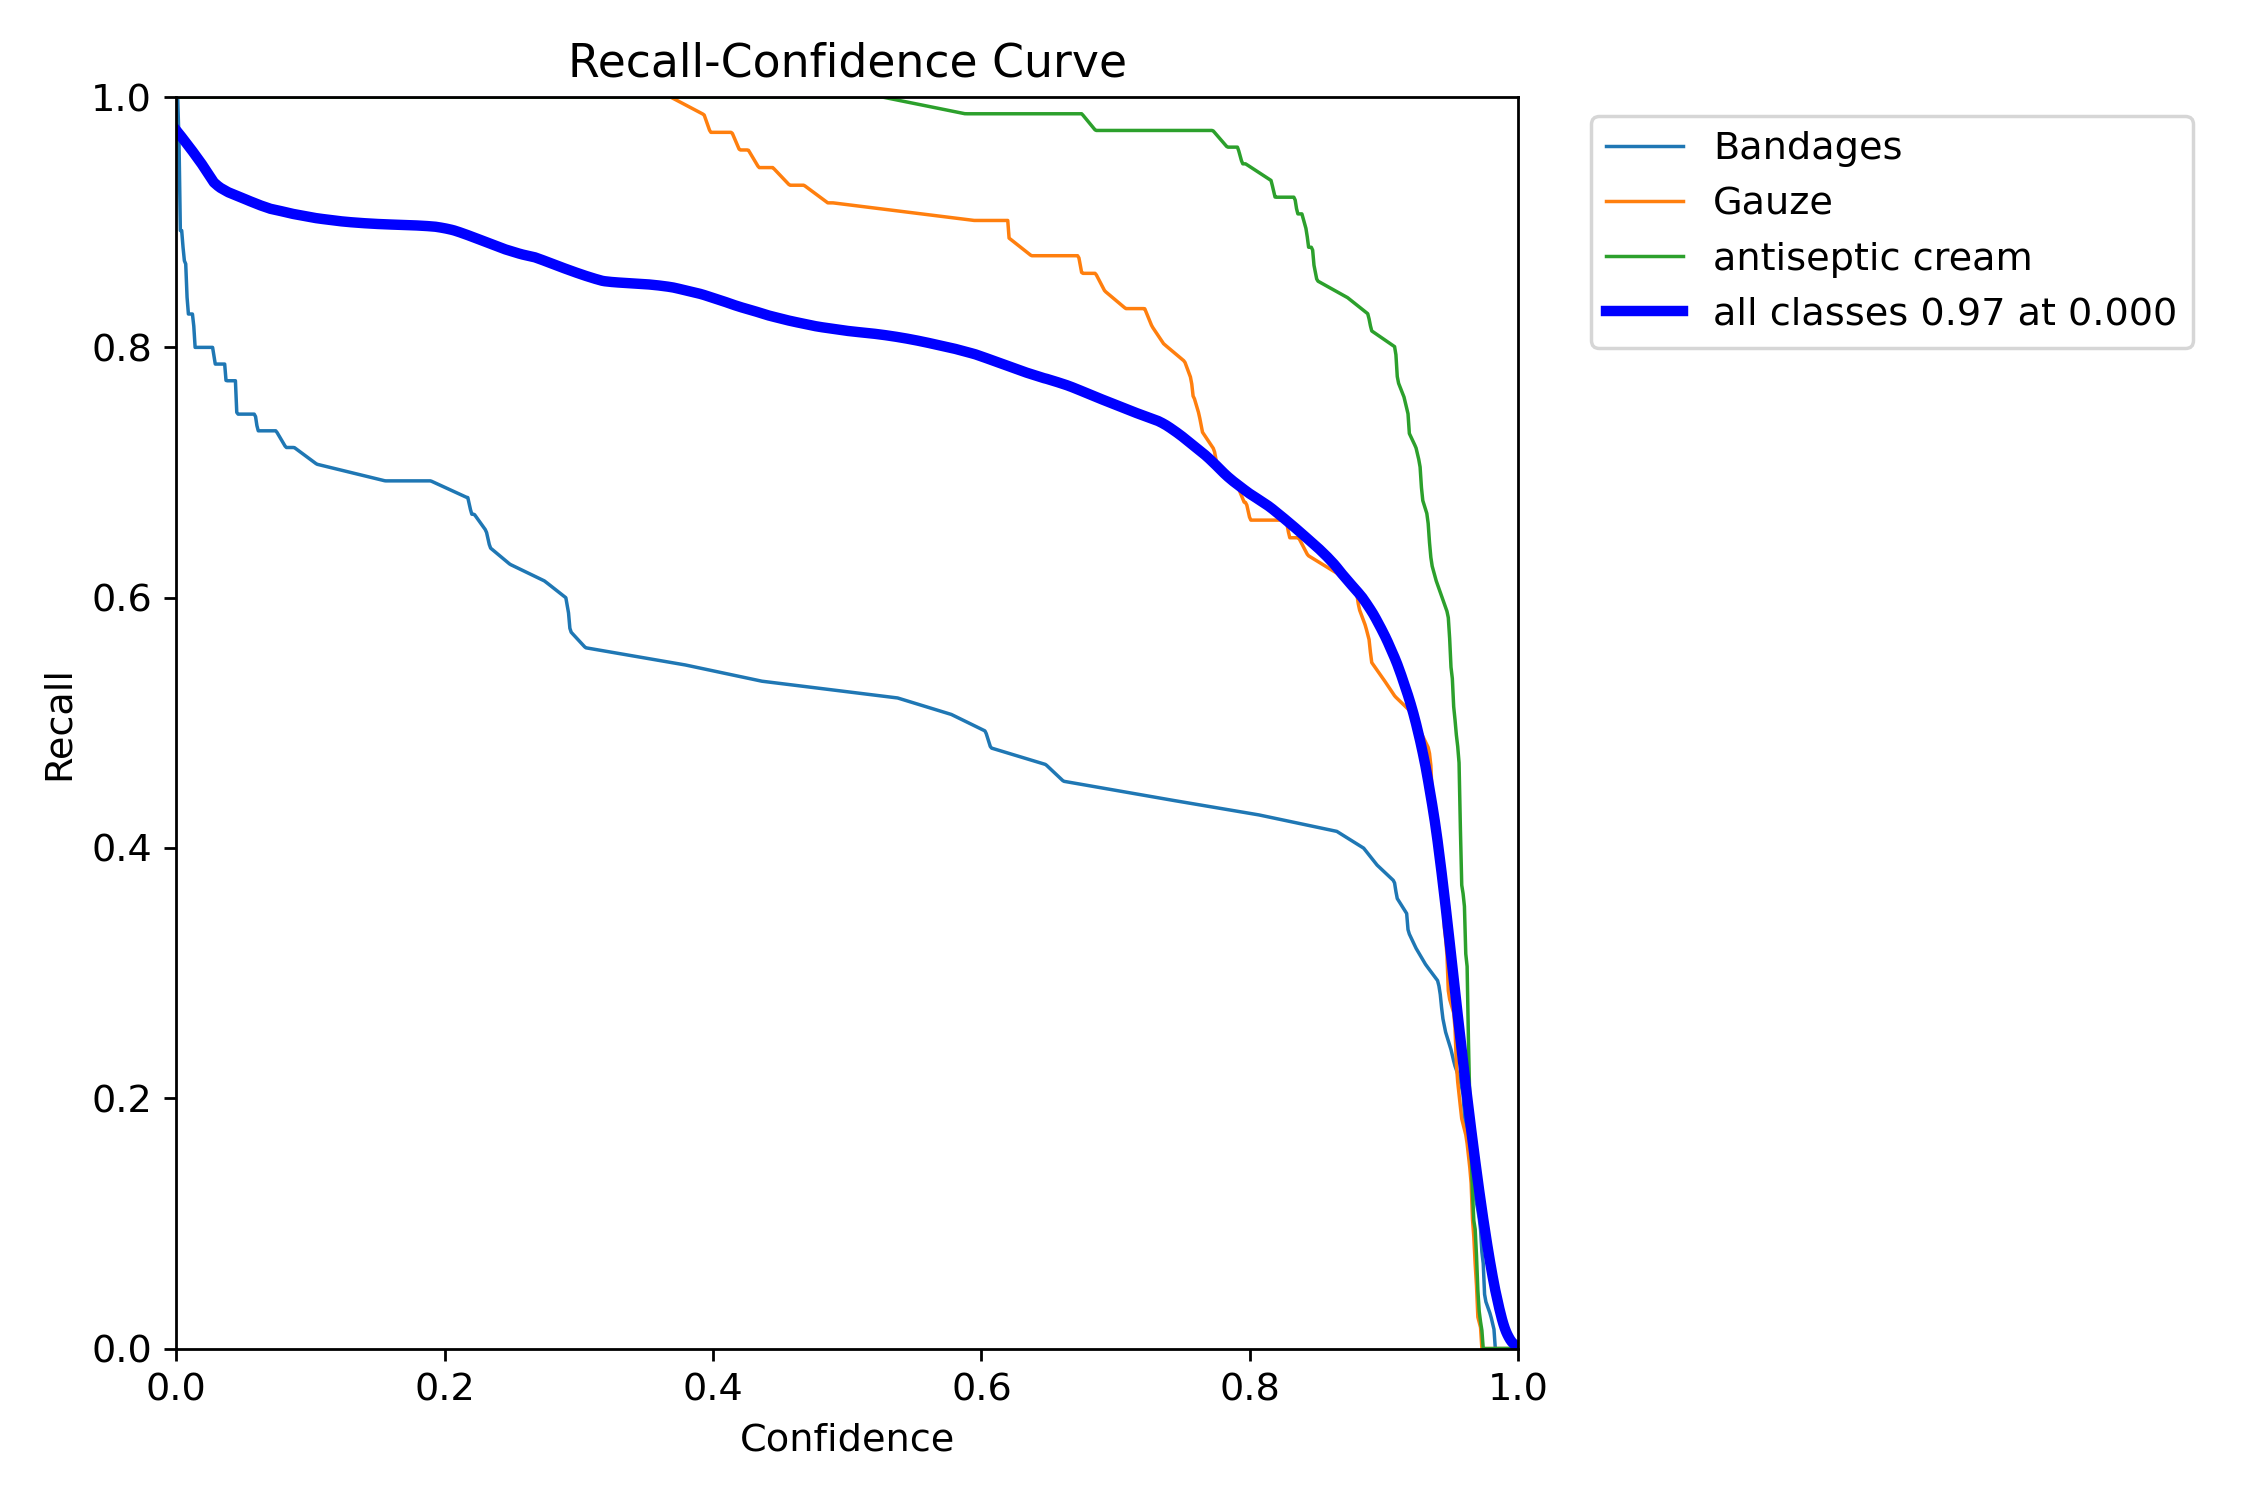 Recall-Confidence Curve
1.0
0.8
0.6
0.4
0.2
0.0
Recall
0.0 0.2 0.4 0.6 0.8 1.0
Confidence
Bandages
Gauze
antiseptic cream
all classes 0.97 at 0.000